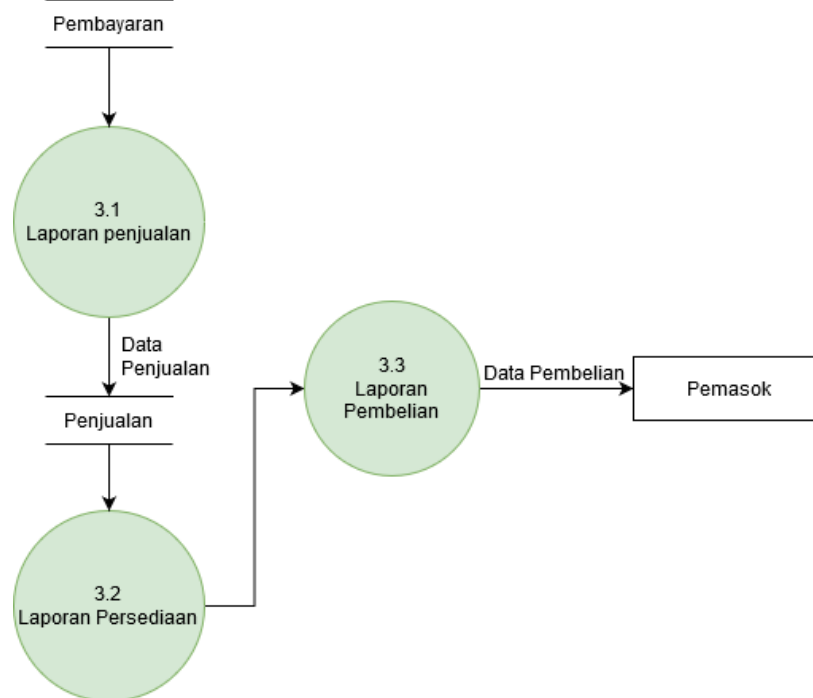 Pembayaran
3.1
Laporan penjualan
Data
Penjualan
Penjualan
3.2
Laporan Persediaan
3.3
Laporan
Pembelian
Data Pembelian
Pemasok